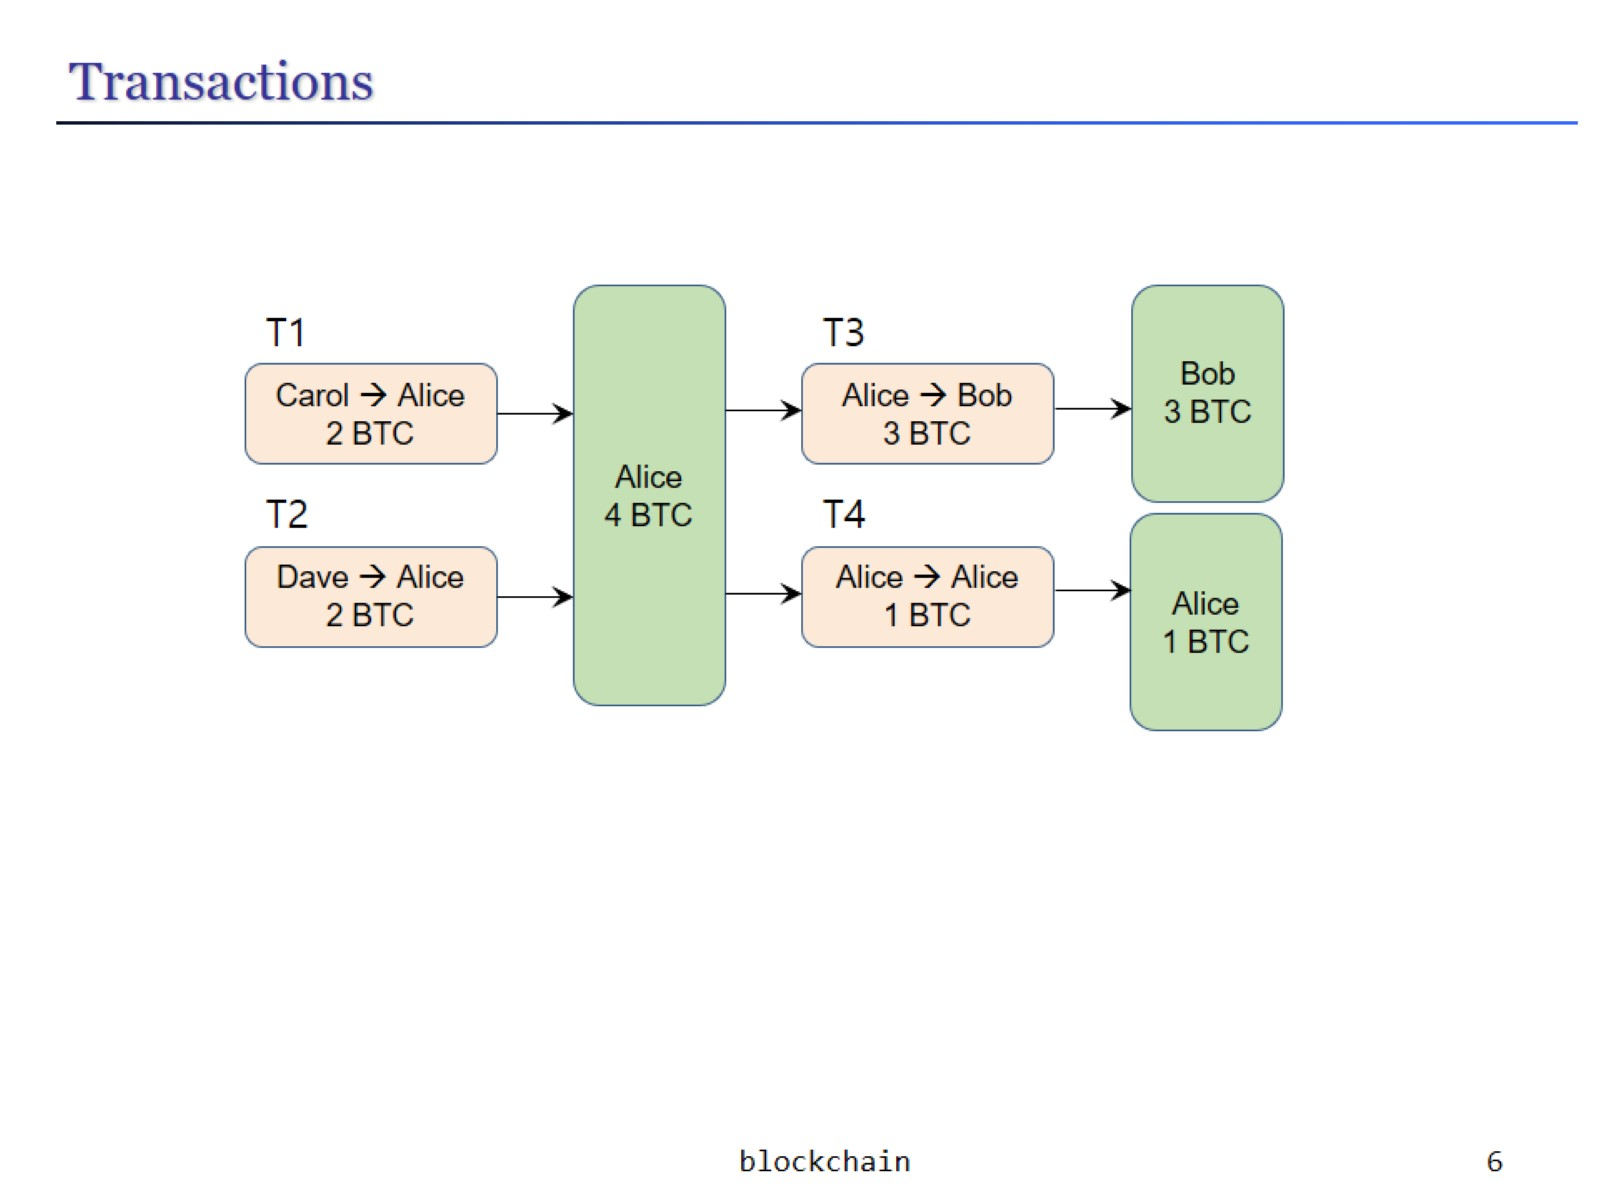 Transactions
T1
Carol → Alice
2 BTC
T2
Dave → Alice
2 BTC
Alice
4 BTC
T3
Alice → Bob
3 BTC
T4
Alice → Alice
1 BTC
Bob
3 BTC
Alice
1 BTC
blockchain
6